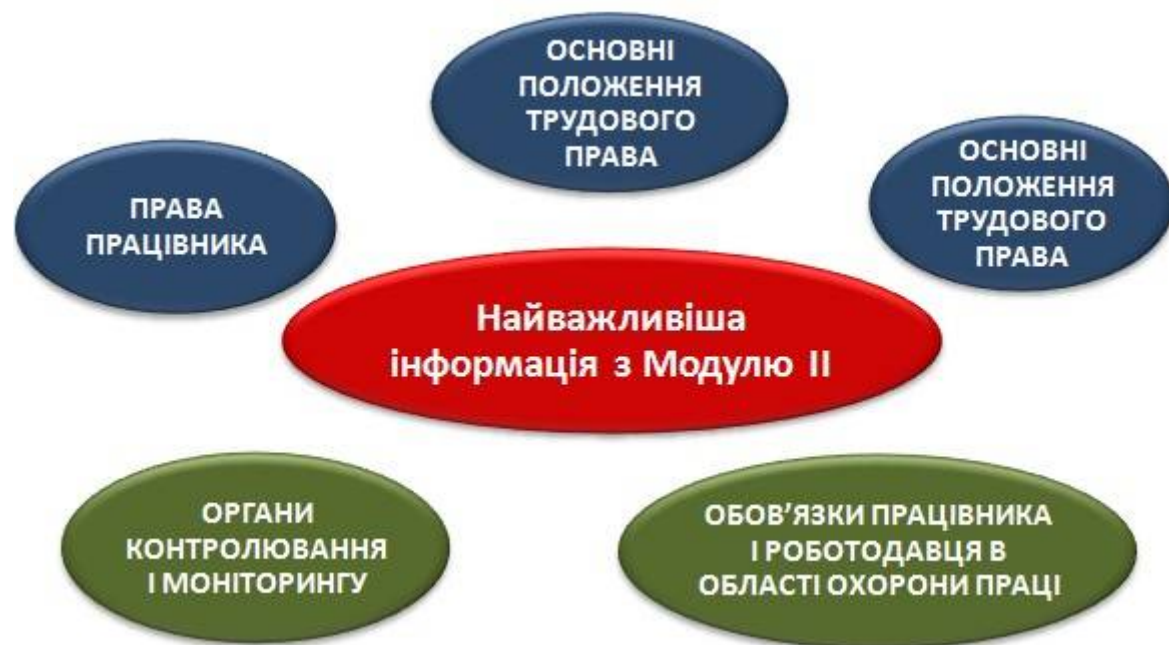 ОСНОВНІ
ПОЛОЖЕННЯ
ТРУДОВОГО
ПРАВА
ОСНОВНІ
ПОЛОЖЕННЯ
ТРУДОВОГО
ПРАВА
ПРАВА
ПРАЦІВНИКА
Найважливіша
інформація з Модулю II
ОРГАНИ
КОНТРОЛЮВАННЯ
І МОНІТОРИНГУ
ОБОВ'ЯЗКИ ПРАЦІВНИКА
І РОБОТОДАВЦЯ В
ОБЛАСТІ ОХОРОНИ ПРАЦІ